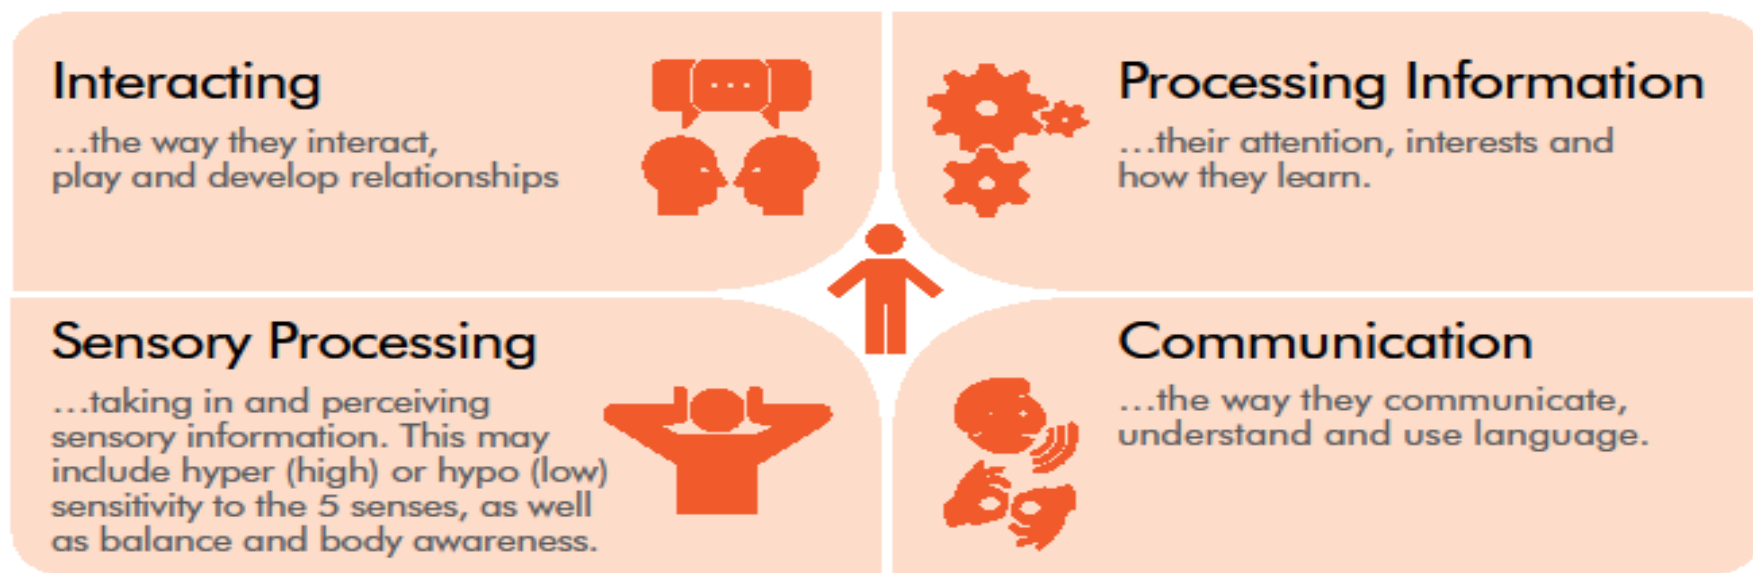 Interacting
...the way they interact,
play and develop relationships
Processing Information
...their attention, interests and
how they learn.
Sensory Processing
...taking in and perceiving
sensory information. This may
include hyper (high) or hypo (low)
sensitivity to the 5 senses, as well
as balance and body awareness.
Communication
...the way they communicate,
understand and use language.